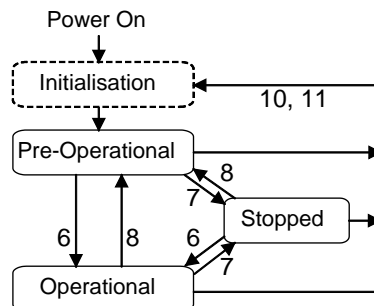 Power On
Initialisation
10, 11
Pre-Operational
8
7
Stopped
6
8
6
7
Operational